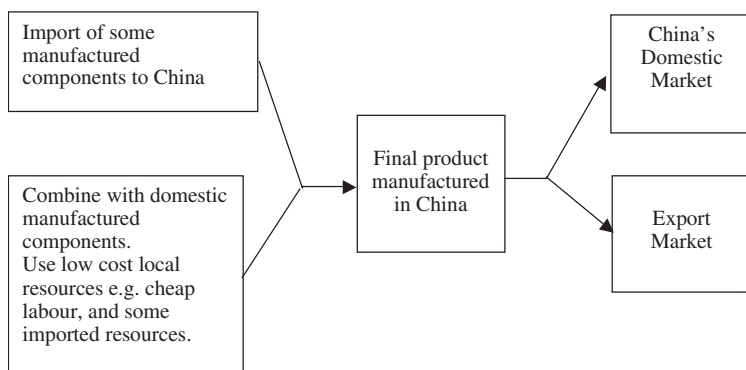 Import of some
manufactured
components to China
Combine with domestic
manufactured
components.
Use low cost local
resources e.g. cheap
labour, and some
imported resources.
Final product
manufactured
in China
China's
Domestic
Market
Export
Market